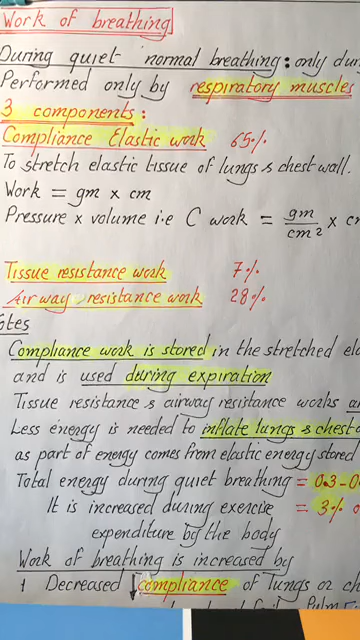 Work of breathing
During quiet normal breathing: only
Performed only by respiratory muscles
3 components:
Compliance Elastic work 65%
To stretch elastic tissue of lungs & chest wall.
Work = gm x cm
Pressure x volume i.e C work = gm/cm2 x
Tissue resistance work 7%
Airway resistance work 28%
Compliance work is stored in the stretched
and is used during expiration
Tissue resistance & airway resistance works
Less energy is needed to inflate lungs &
as part of energy comes from elastic energy stored
Total energy during quiet breathing = 0.3-
It is increased during exercise = 3%
expenditure by the body
Work of breathing is increased by
1 Decreased ↓ compliance of lungs or